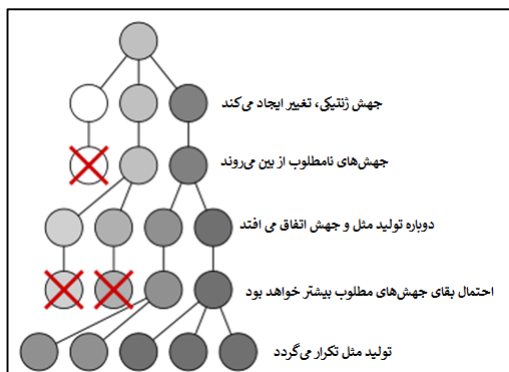 جهش ژنتیکی، تغییر ایجاد می‌کند
جهش‌های نامطلوب از بین می‌روند
دوباره تولید مثل و جهش اتفاق می افتد
احتمال بقای جهش‌های مطلوب بیشتر خواهد بود
تولید مثل تکرار می‌گردد